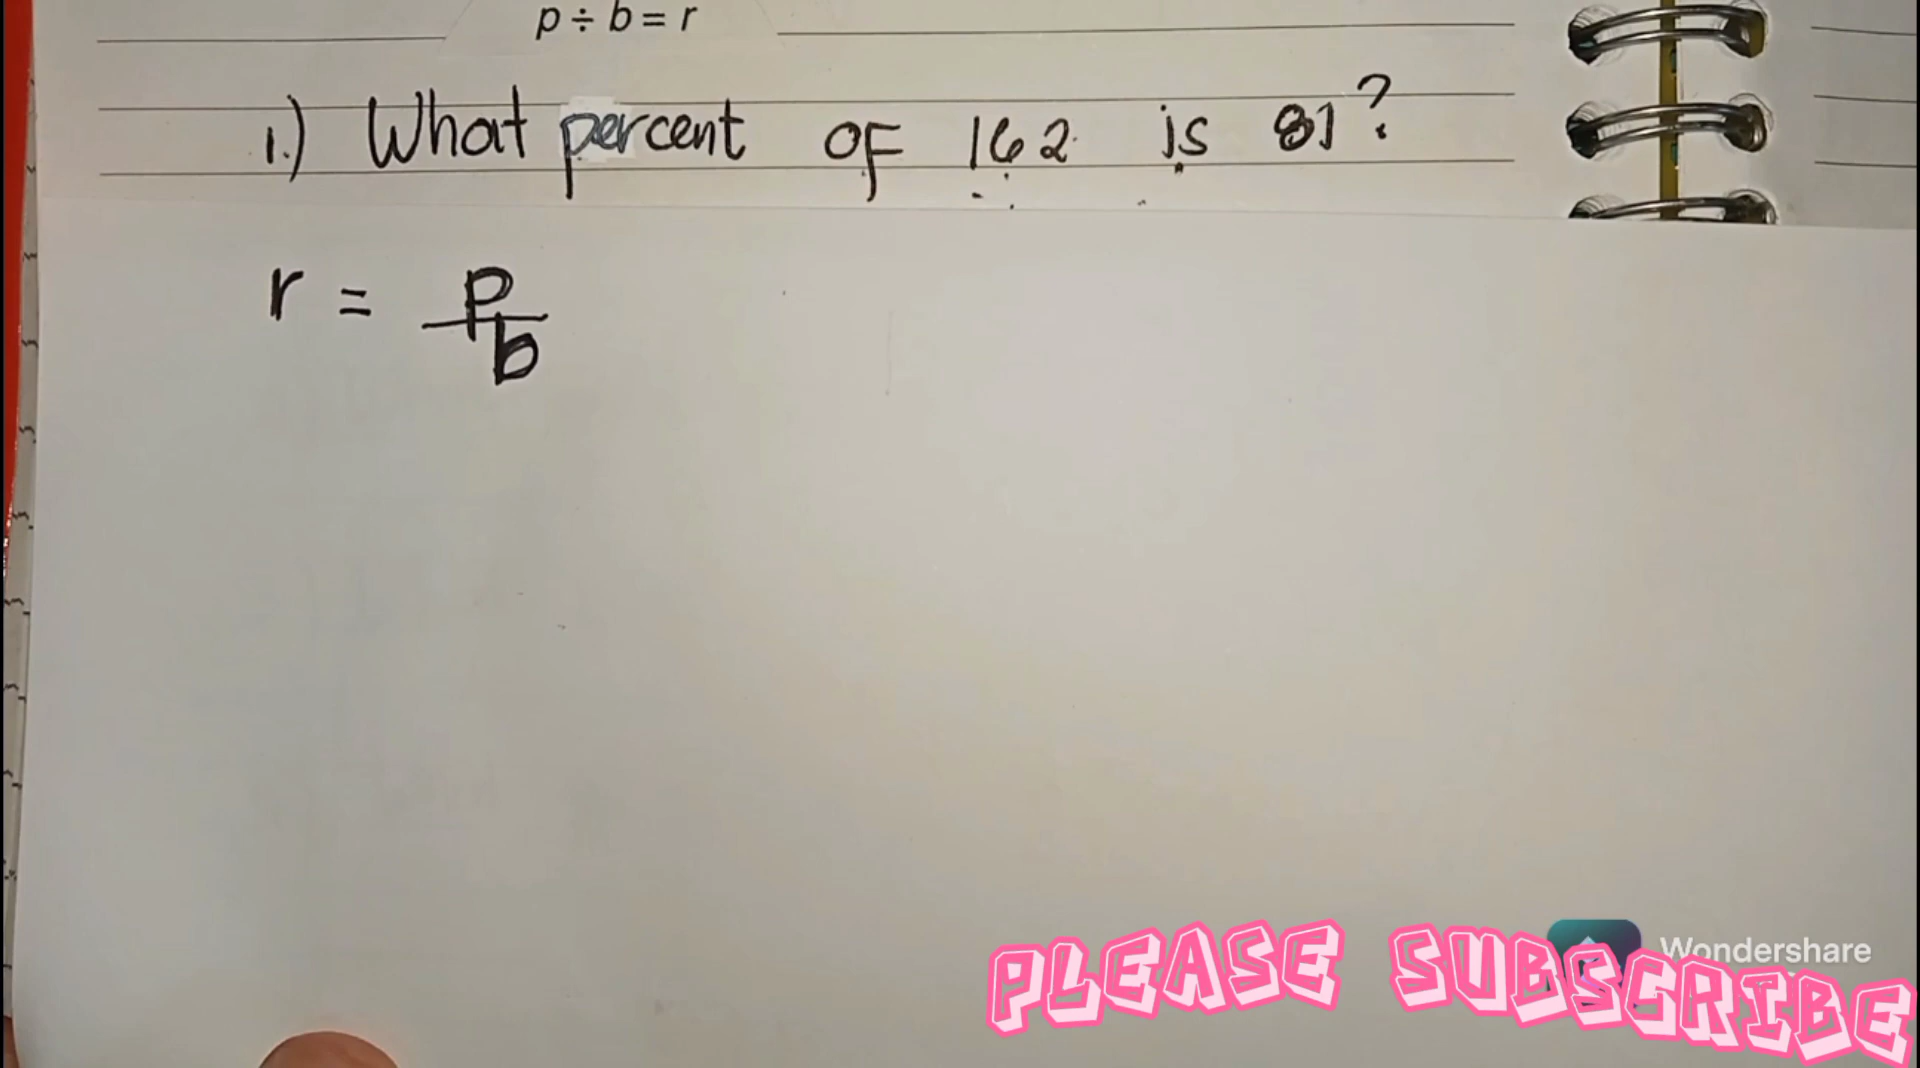 p ÷ b = r
1.) What percent of 162 is 81?
r = p
b
Wondershare
PLEASE SUBSCRIBE